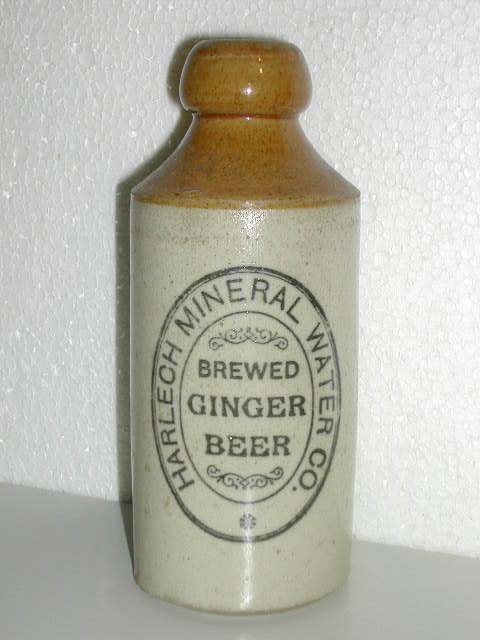 HARLECH MINERAL WATER CO.
BREWED
GINGER
BEER